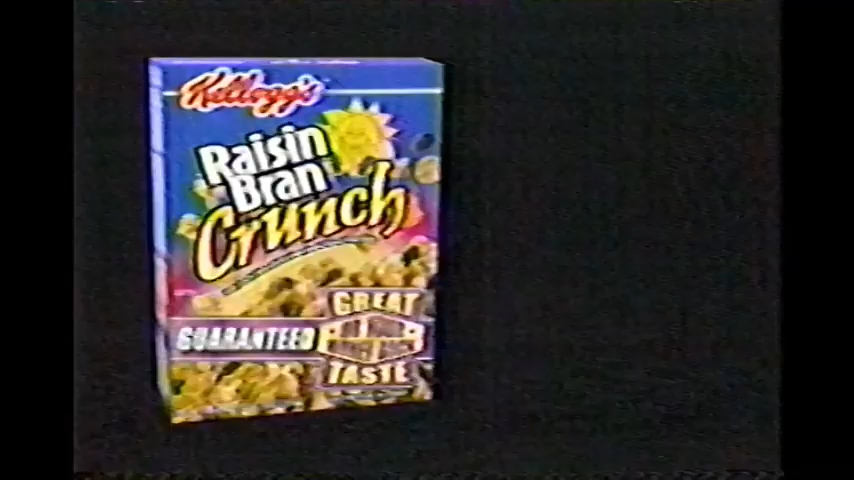 Kellogg's
Raisin
Bran
Crunch
GREAT
GUARANTEED
TASTE